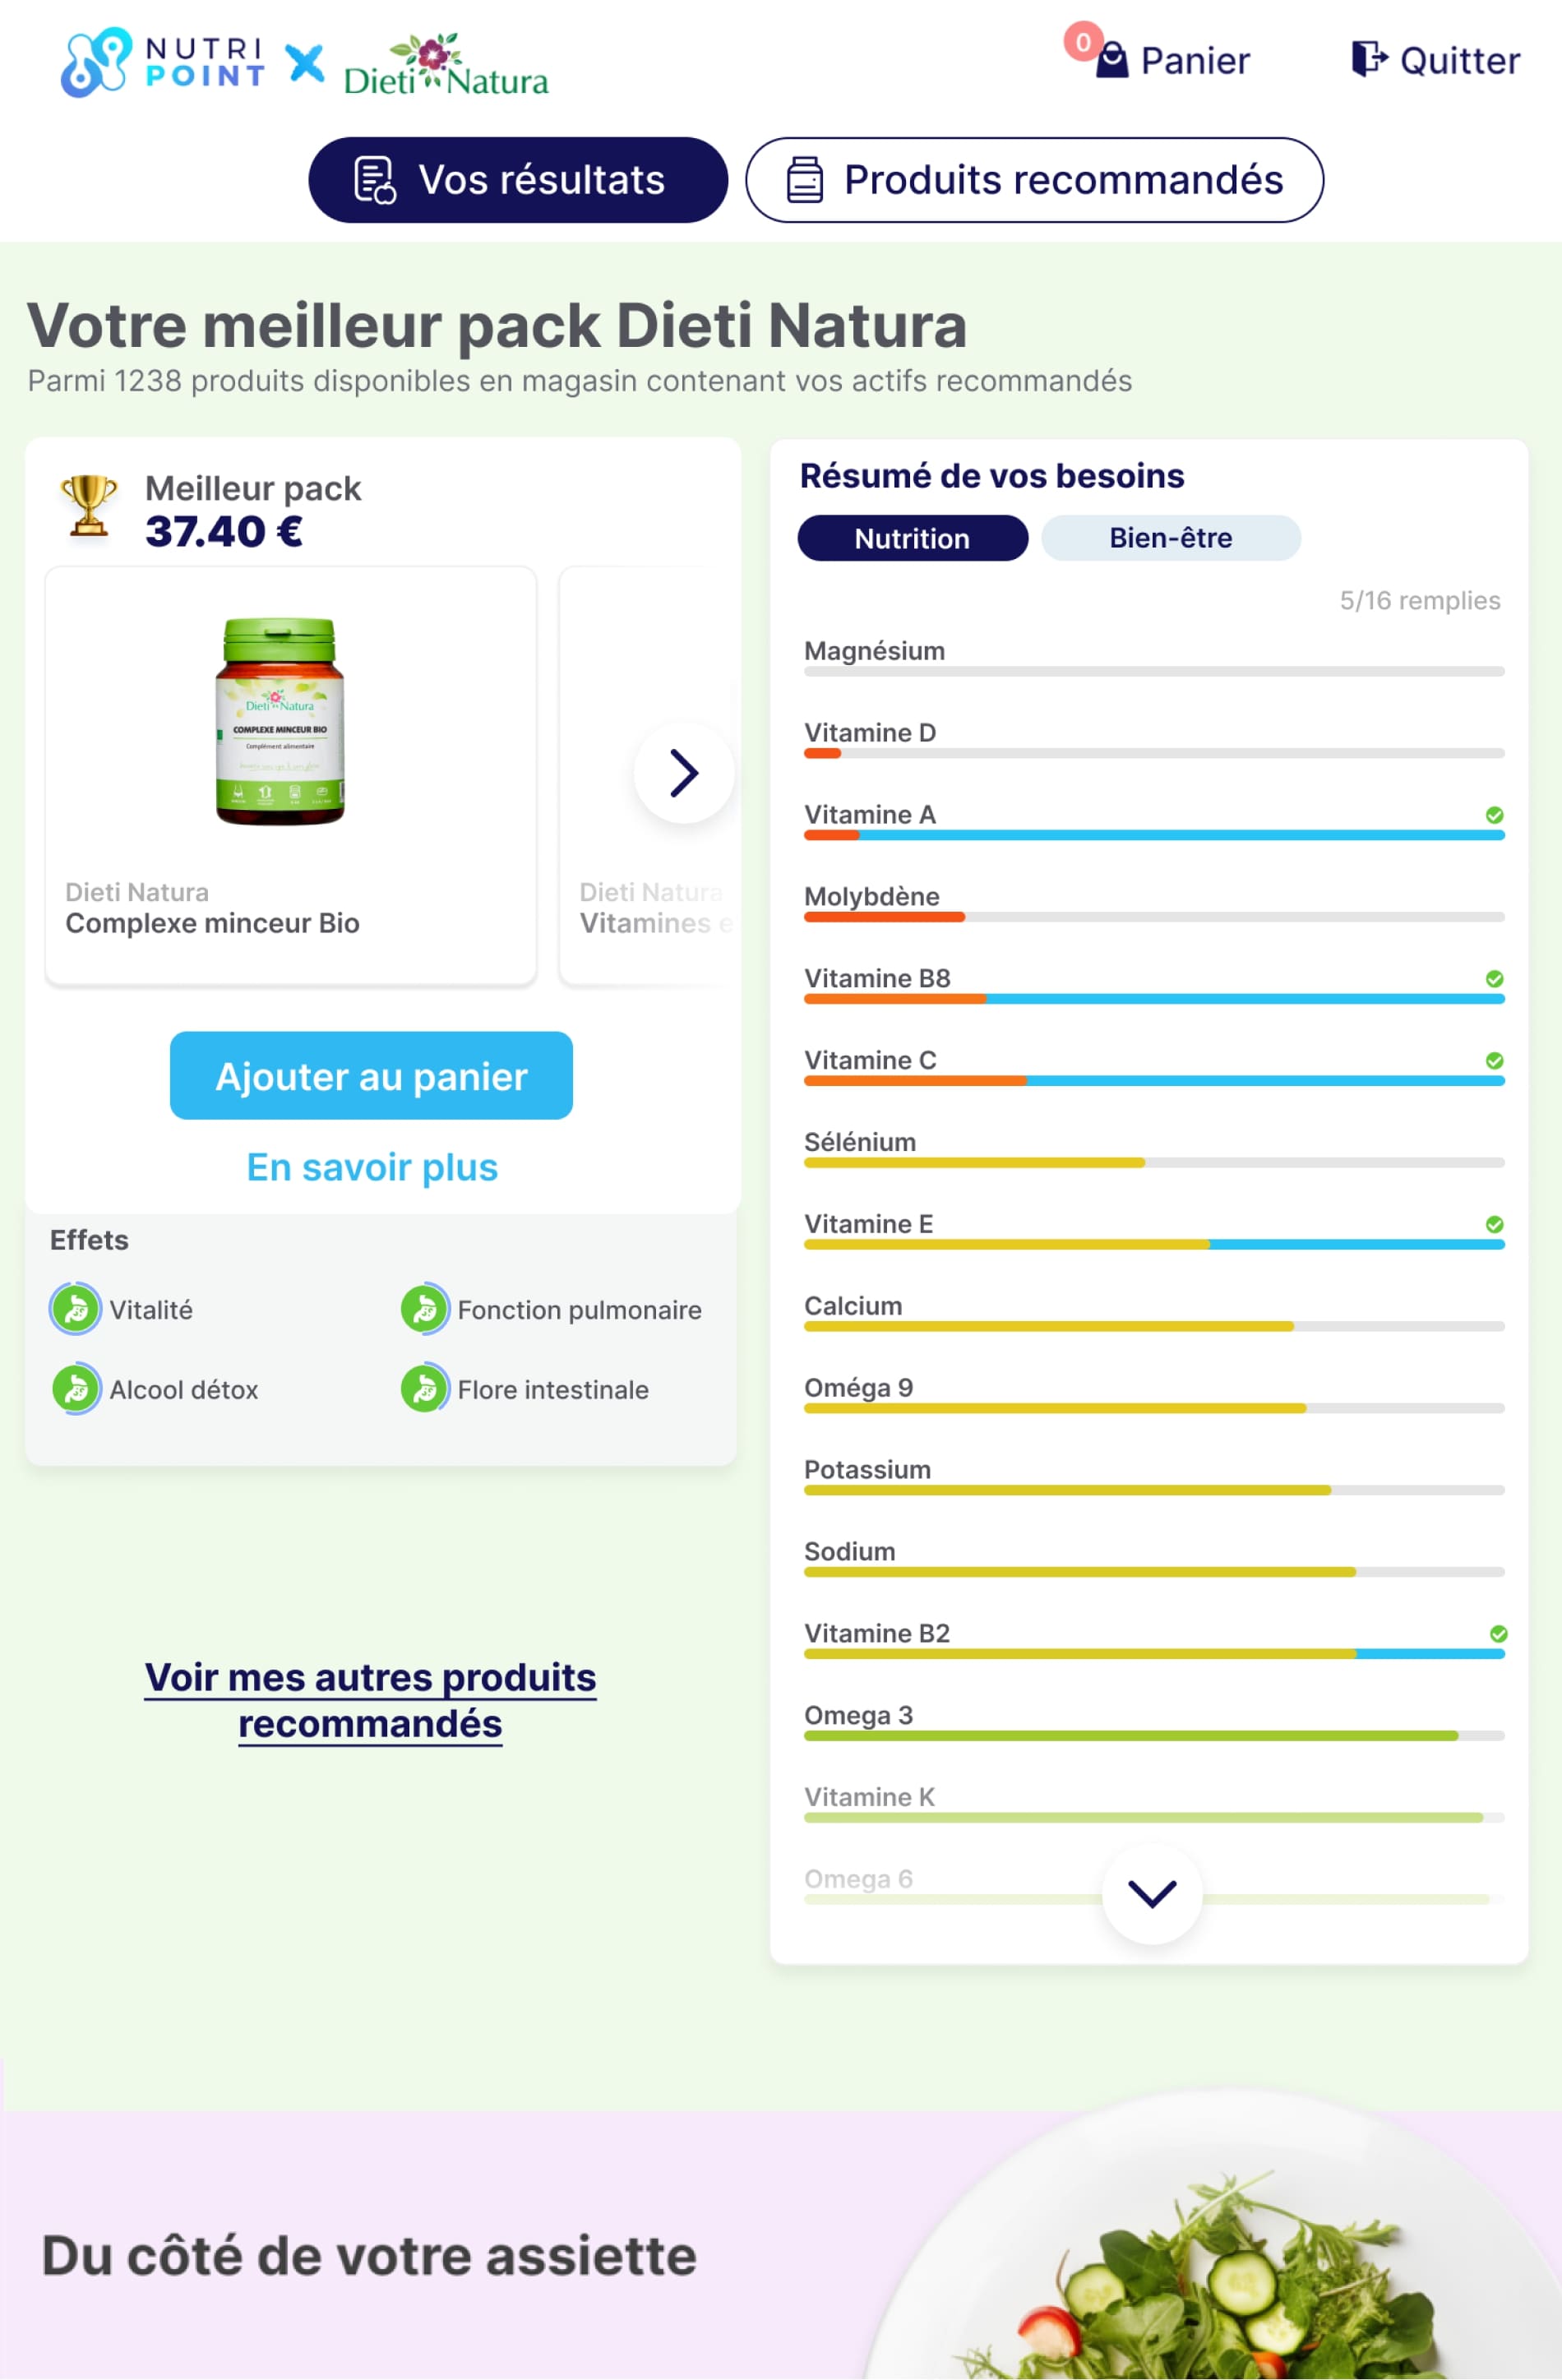 NUTRI
POINT
Dieti Natura
0
Panier
Quitter
Vos résultats
Produits recommandés
Votre meilleur pack Dieti Natura
Parmi 1238 produits disponibles en magasin contenant vos actifs recommandés
Meilleur pack
37.40 €
Dieti Natura
COMPLEXE MINCEUR BIO
Complément alimentaire
Dieti Natura
Complexe minceur Bio
Dieti Natura
Vitamines e
Ajouter au panier
En savoir plus
Effets
Vitalité
Fonction pulmonaire
Alcool détox
Flore intestinale
Voir mes autres produits
recommandés
Résumé de vos besoins
Nutrition
Bien-être
5/16 remplies
Magnésium
Vitamine D
Vitamine A
Molybdène
Vitamine B8
Vitamine C
Sélénium
Vitamine E
Calcium
Oméga 9
Potassium
Sodium
Vitamine B2
Omega 3
Vitamine K
Omega 6
Du côté de votre assiette